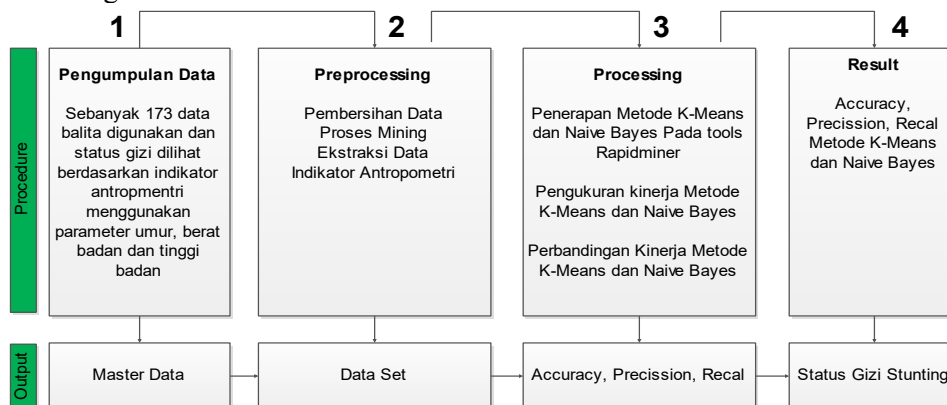 1
2
3
4
Procedure
Pengumpulan Data
Sebanyak 173 data
balita digunakan dan
status gizi dilihat
berdasarkan indikator
antropmentri
menggunakan
parameter umur, berat
badan dan tinggi
badan
Preprocessing
Pembersihan Data
Proses Mining
Ekstraksi Data
Indikator Antropometri
Processing
Penerapan Metode K-Means
dan Naive Bayes Pada tools
Rapidminer
Pengukuran kinerja Metode
K-Means dan Naive Bayes
Perbandingan Kinerja Metode
K-Means dan Naive Bayes
Result
Accuracy,
Precission, Recal
Metode K-Means
dan Naive Bayes
Output
Master Data
Data Set
Accuracy, Precission, Recal
Status Gizi Stunting